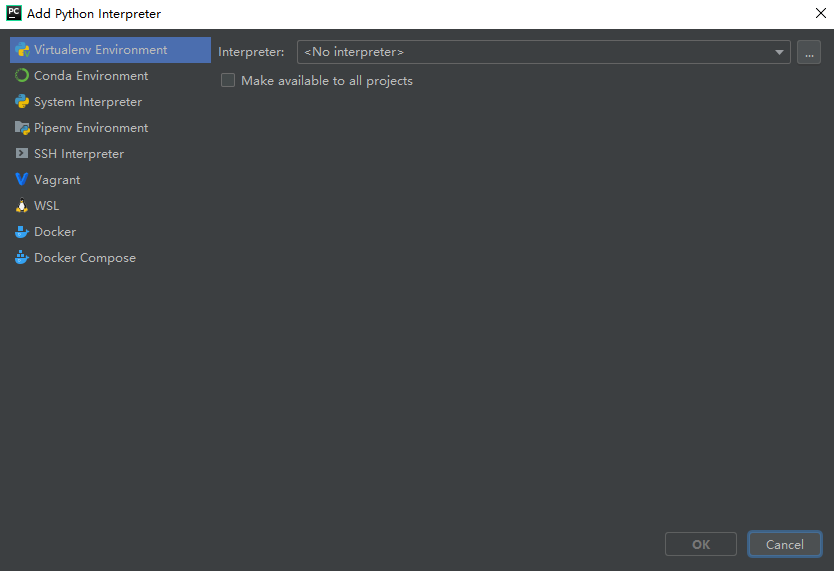 PC Add Python Interpreter
Virtualenv Environment
Conda Environment
System Interpreter
Pipenv Environment
SSH Interpreter
Vagrant
WSL
Docker
Docker Compose
Interpreter: <No interpreter> ...
Make available to all projects
OK Cancel